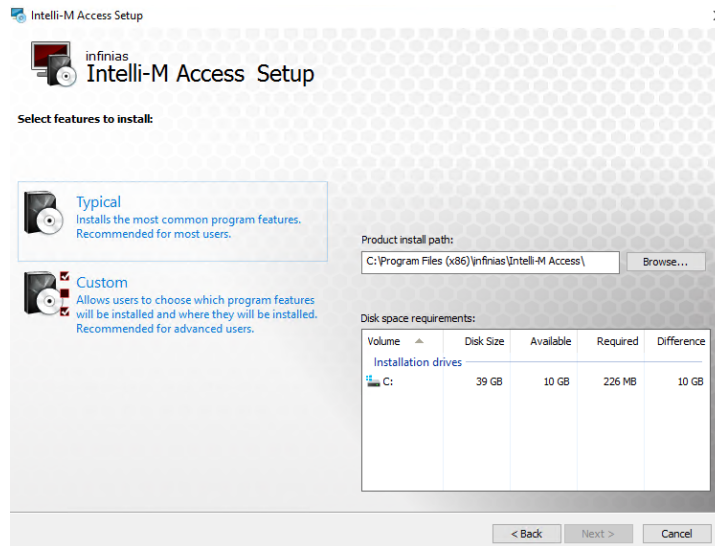 Intelli-M Access Setup
infinias
Intelli-M Access Setup
Select features to install:
Typical
Installs the most common program features.
Recommended for most users.
Custom
Allows users to choose which program features
will be installed and where they will be installed.
Recommended for advanced users.
Product install path:
C:\Program Files (x86)\infinias\Intelli-M Access\ Browse...
Disk space requirements:
Volume Disk Size Available Required Difference
Installation drives
C: 39 GB 10 GB 226 MB 10 GB
< Back Next > Cancel